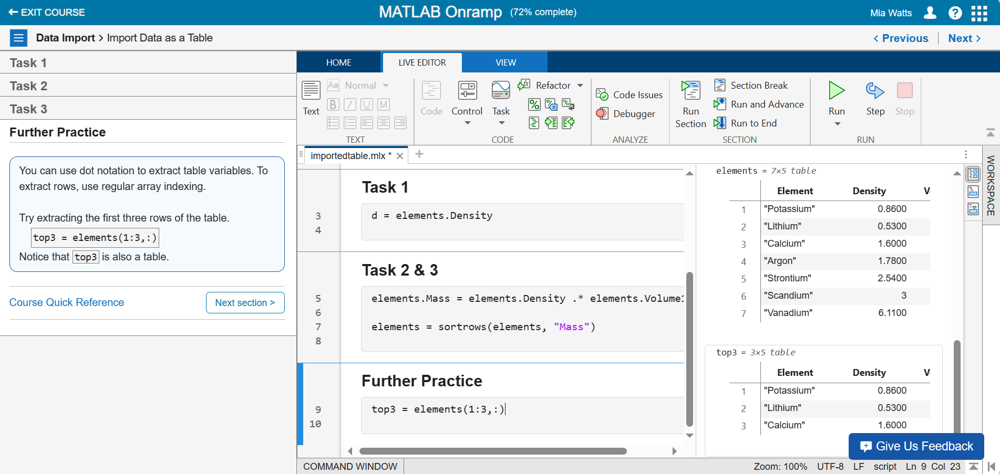 EXIT COURSE
MATLAB Onramp (72% complete)
Mia Watts
Data Import > Import Data as a Table
< Previous
Next >
Task 1
Task 2
Task 3
Further Practice
You can use dot notation to extract table variables. To
extract rows, use regular array indexing.
Try extracting the first three rows of the table.
top3 = elements(1:3,:)
Notice that top3 is also a table.
Course Quick Reference
Next section >
HOME
LIVE EDITOR
VIEW
Text
Aa Normal
B I U M
TEXT
Code
Control
Task
Refactor
CODE
Code Issues
Debugger
ANALYZE
Run
Section
Section Break
Run and Advance
Run to End
SECTION
Run
Step
Stop
RUN
importedtable.mlx *
Task 1
3 d = elements.Density
4
Task 2 & 3
5 elements.Mass = elements.Density .* elements.Volume1
6
7 elements = sortrows(elements, "Mass")
8
Further Practice
9 top3 = elements(1:3,:)
10
elements = 7×5 table
Element Density
1 "Potassium" 0.8600
2 "Lithium" 0.5300
3 "Calcium" 1.6000
4 "Argon" 1.7800
5 "Strontium" 2.5400
6 "Scandium" 3
7 "Vanadium" 6.1100
top3 = 3×5 table
Element Density
1 "Potassium" 0.8600
2 "Lithium" 0.5300
3 "Calcium" 1.6000
WORKSPACE
Give Us Feedback
COMMAND WINDOW
Zoom: 100% UTF-8 LF script Ln 9 Col 23